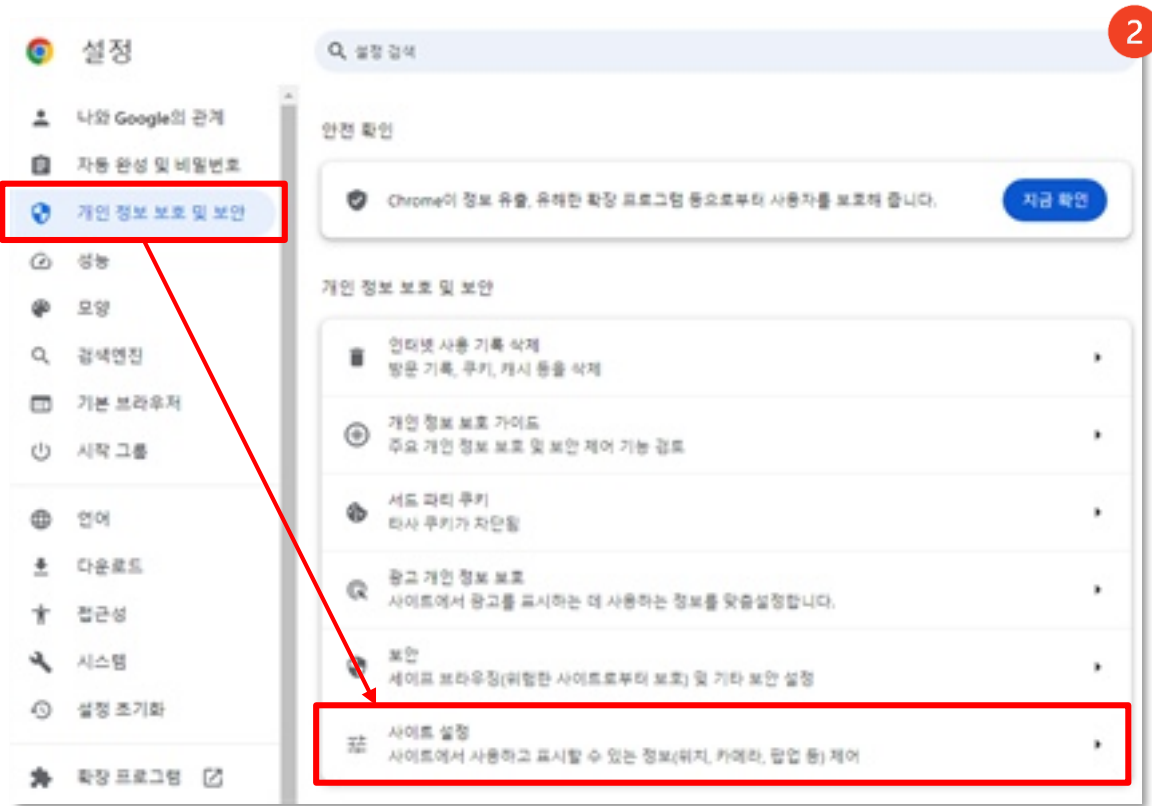 2
설정
설정 검색
나와 Google의 관계
자동 완성 및 비밀번호
개인 정보 보호 및 보안
성능
모양
검색엔진
기본 브라우저
시작 그룹
언어
다운로드
접근성
시스템
설정 초기화
확장 프로그램
안전 확인
Chrome이 정보 유출, 유해한 확장 프로그램 등으로부터 사용자를 보호해 줍니다.
지금 확인
개인 정보 보호 및 보안
인터넷 사용 기록 삭제
방문 기록, 쿠키, 캐시 등을 삭제
개인 정보 보호 가이드
주요 개인 정보 보호 및 보안 제어 기능 검토
서드 파티 쿠키
타사 쿠키가 차단됨
광고 개인 정보 보호
사이트에서 광고를 표시하는 데 사용하는 정보를 맞춤설정합니다.
보안
세이프 브라우징(위험한 사이트로부터 보호) 및 기타 보안 설정
사이트 설정
사이트에서 사용하고 표시할 수 있는 정보(위치, 카메라, 팝업 등) 제어